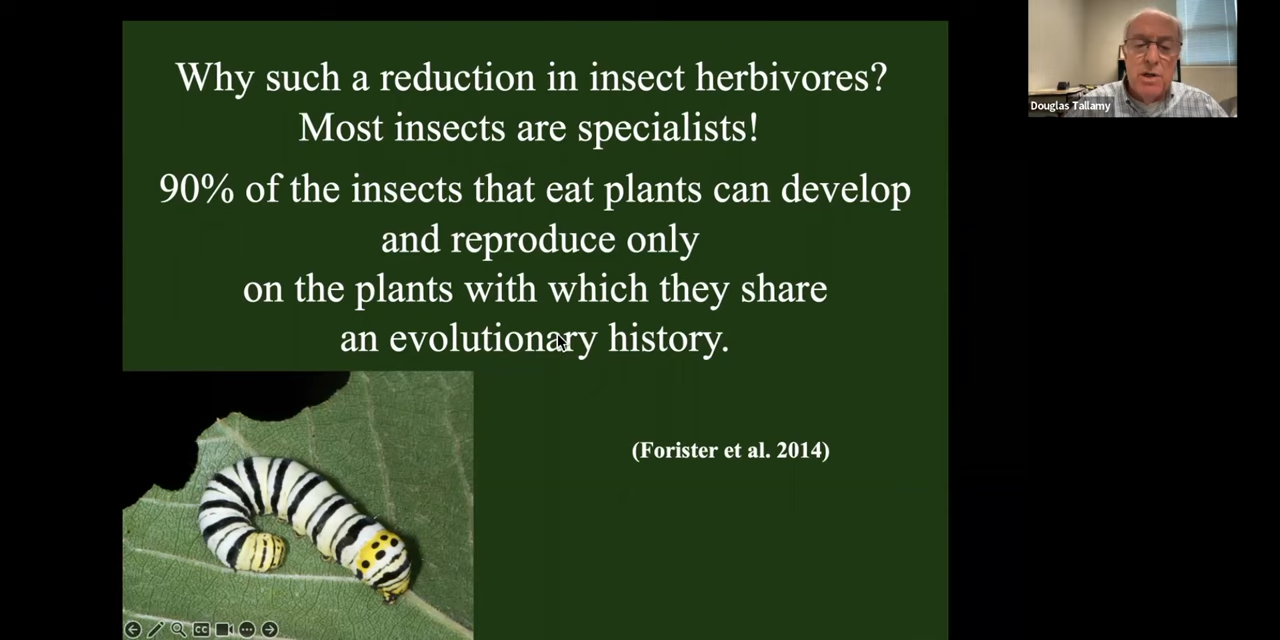 Why such a reduction in insect herbivores?
Most insects are specialists!
90% of the insects that eat plants can develop
and reproduce only
on the plants with which they share
an evolutionary history.
(Forister et al. 2014)
Douglas Tallamy
CC